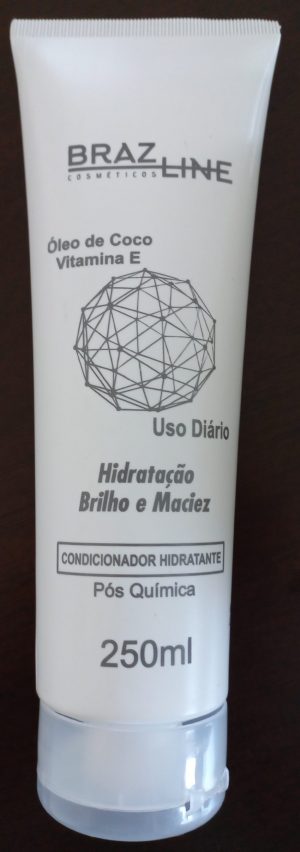 BRAZ LINE
COSMÉTICOS
Óleo de Coco
Vitamina E
Uso Diário
Hidratação
Brilho e Maciez
CONDICIONADOR HIDRATANTE
Pós Química
250ml